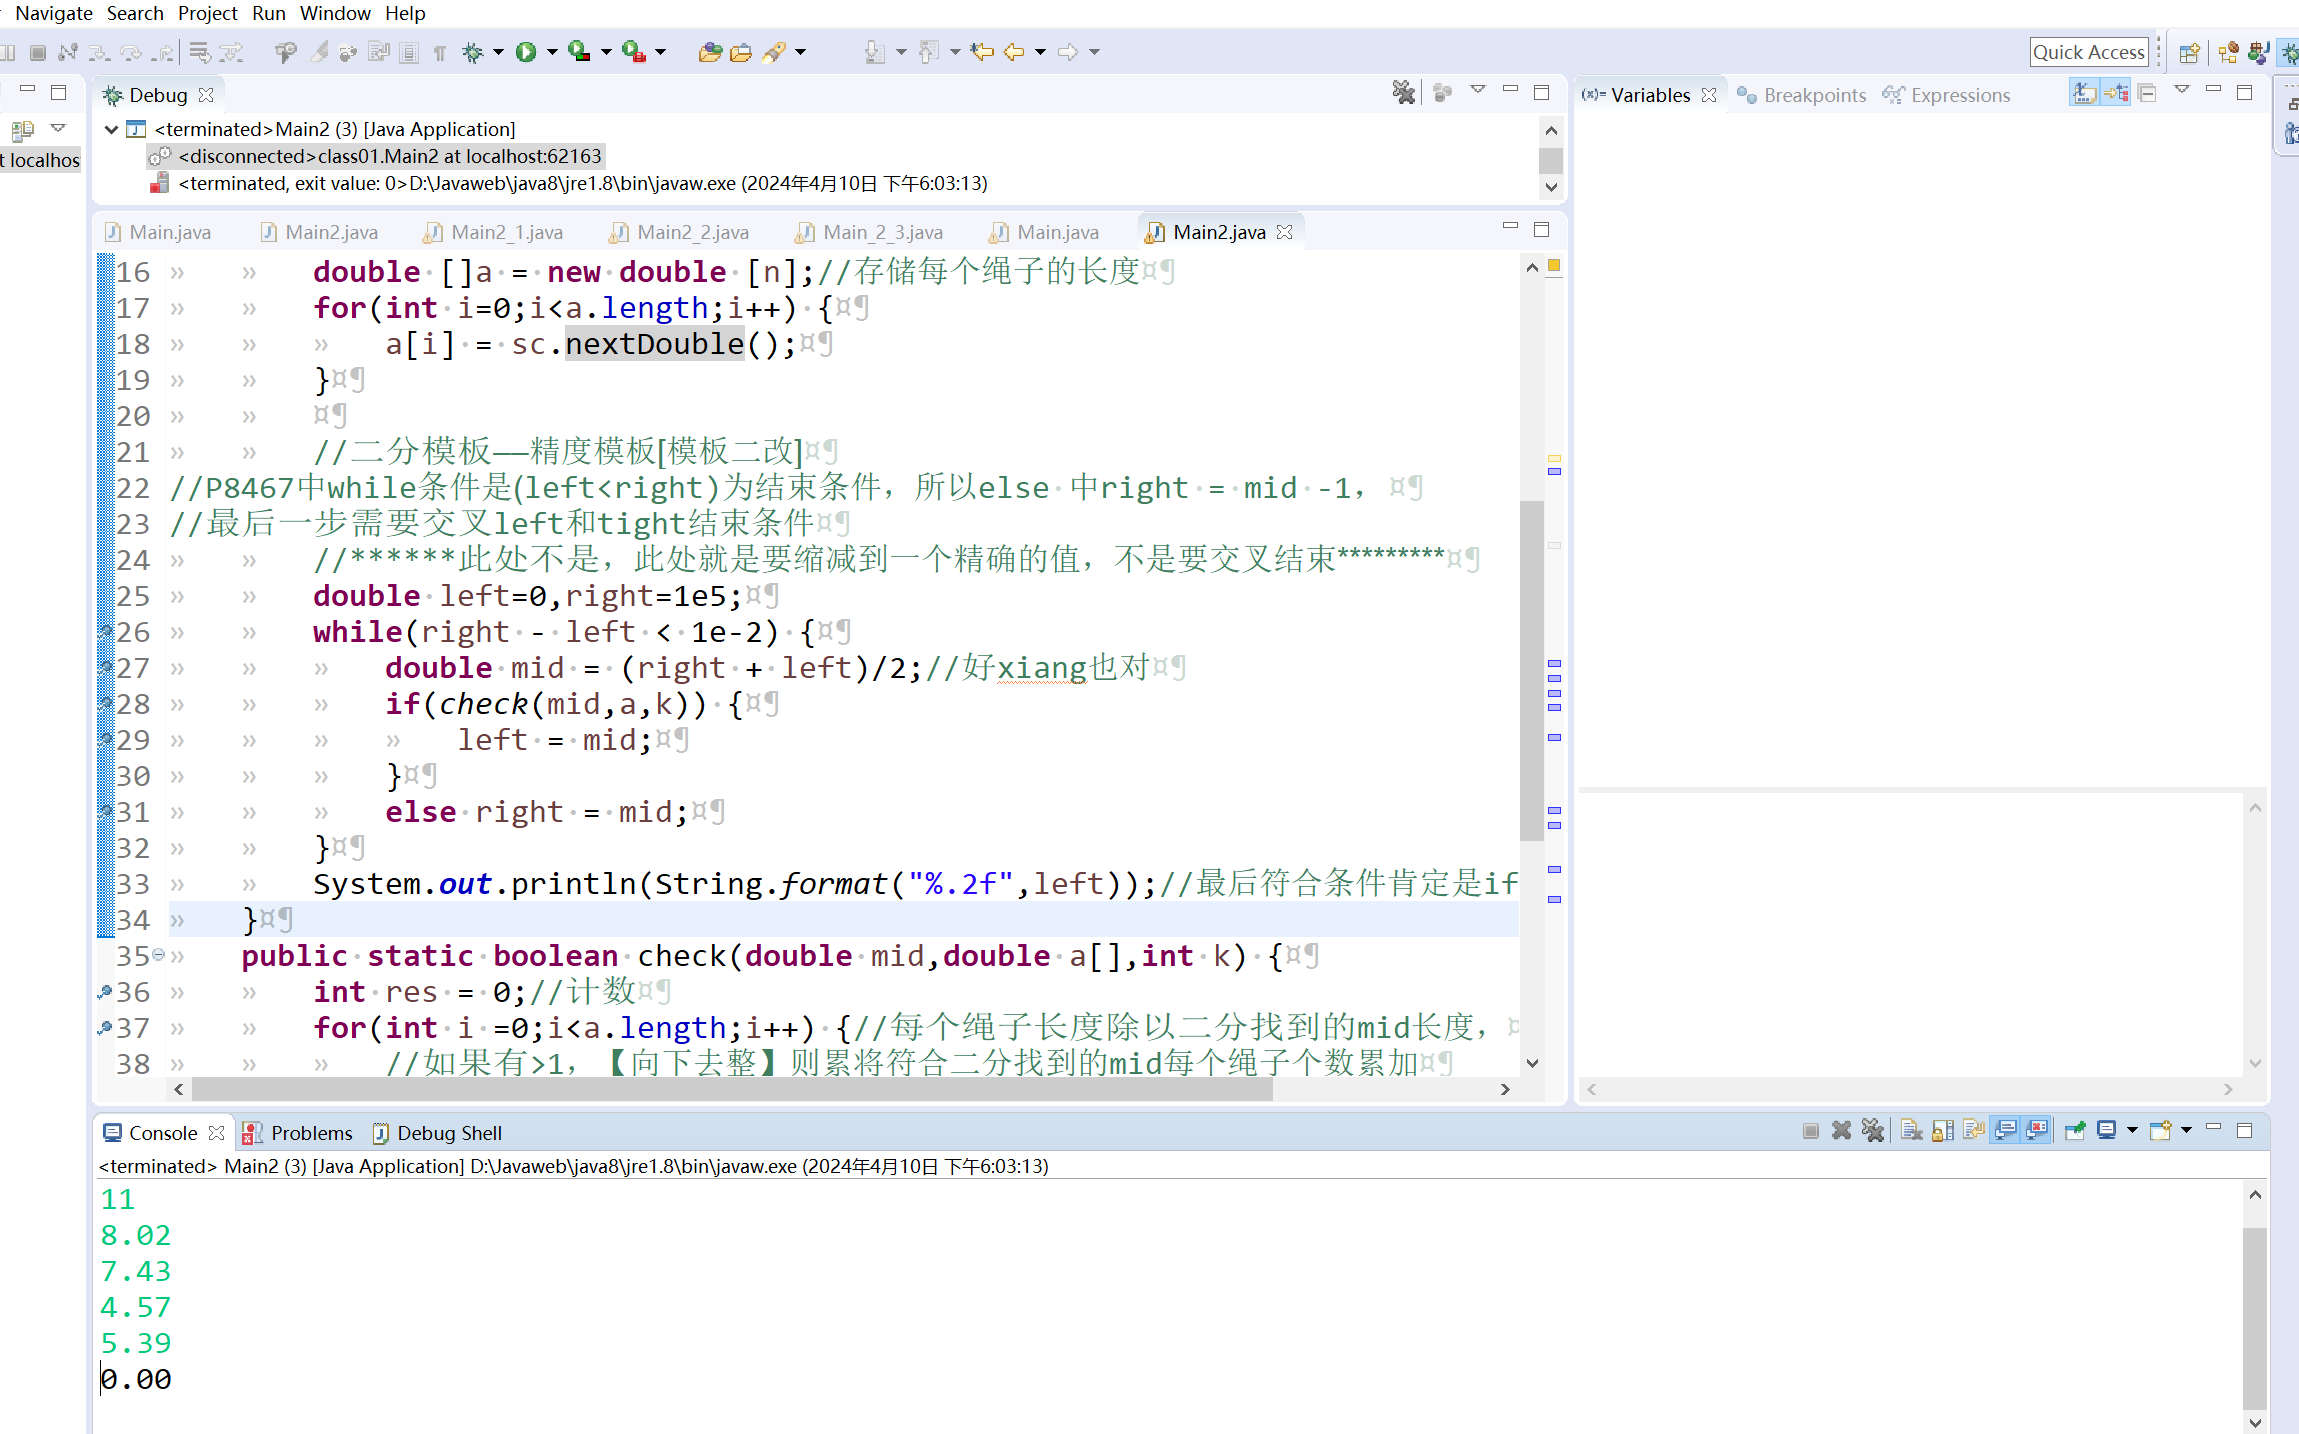 Navigate Search Project Run Window Help
Quick Access
Debug
Variables Breakpoints Expressions
<terminated>Main2 (3) [Java Application]
<disconnected>class01.Main2 at localhost:62163
t localhos
<terminated, exit value: 0>D:\Javaweb\java8\jre1.8\bin\javaw.exe (2024年4月10日 下午6:03:13)
Main.java Main2.java Main2_1.java Main2_2.java Main_2_3.java Main.java Main2.java
16 double []a = new double [n];//存储每个绳子的长度
17 for(int i=0;i<a.length;i++) {
18 a[i] = sc.nextDouble();
19 }
20
21 //二分模板——精度模板[模板二改]
22 //P8467中while条件是(left<right)为结束条件，所以else 中right = mid -1，
23 //最后一步需要交叉left和tight结束条件
24 //******此处不是，此处就是要缩减到一个精确的值，不是要交叉结束*********
25 double left=0,right=1e5;
26 while(right - left < 1e-2) {
27 double mid = (right + left)/2;//好xiang也对
28 if(check(mid,a,k)) {
29 left = mid;
30 }
31 else right = mid;
32 }
33 System.out.println(String.format("%.2f",left));//最后符合条件肯定是if
34 }
35 public static boolean check(double mid,double a[],int k) {
36 int res = 0;//计数
37 for(int i =0;i<a.length;i++) {//每个绳子长度除以二分找到的mid长度，
38 //如果有>1，【向下去整】则累将符合二分找到的mid每个绳子个数累加
Console Problems Debug Shell
<terminated> Main2 (3) [Java Application] D:\Javaweb\java8\jre1.8\bin\javaw.exe (2024年4月10日 下午6:03:13)
11
8.02
7.43
4.57
5.39
0.00